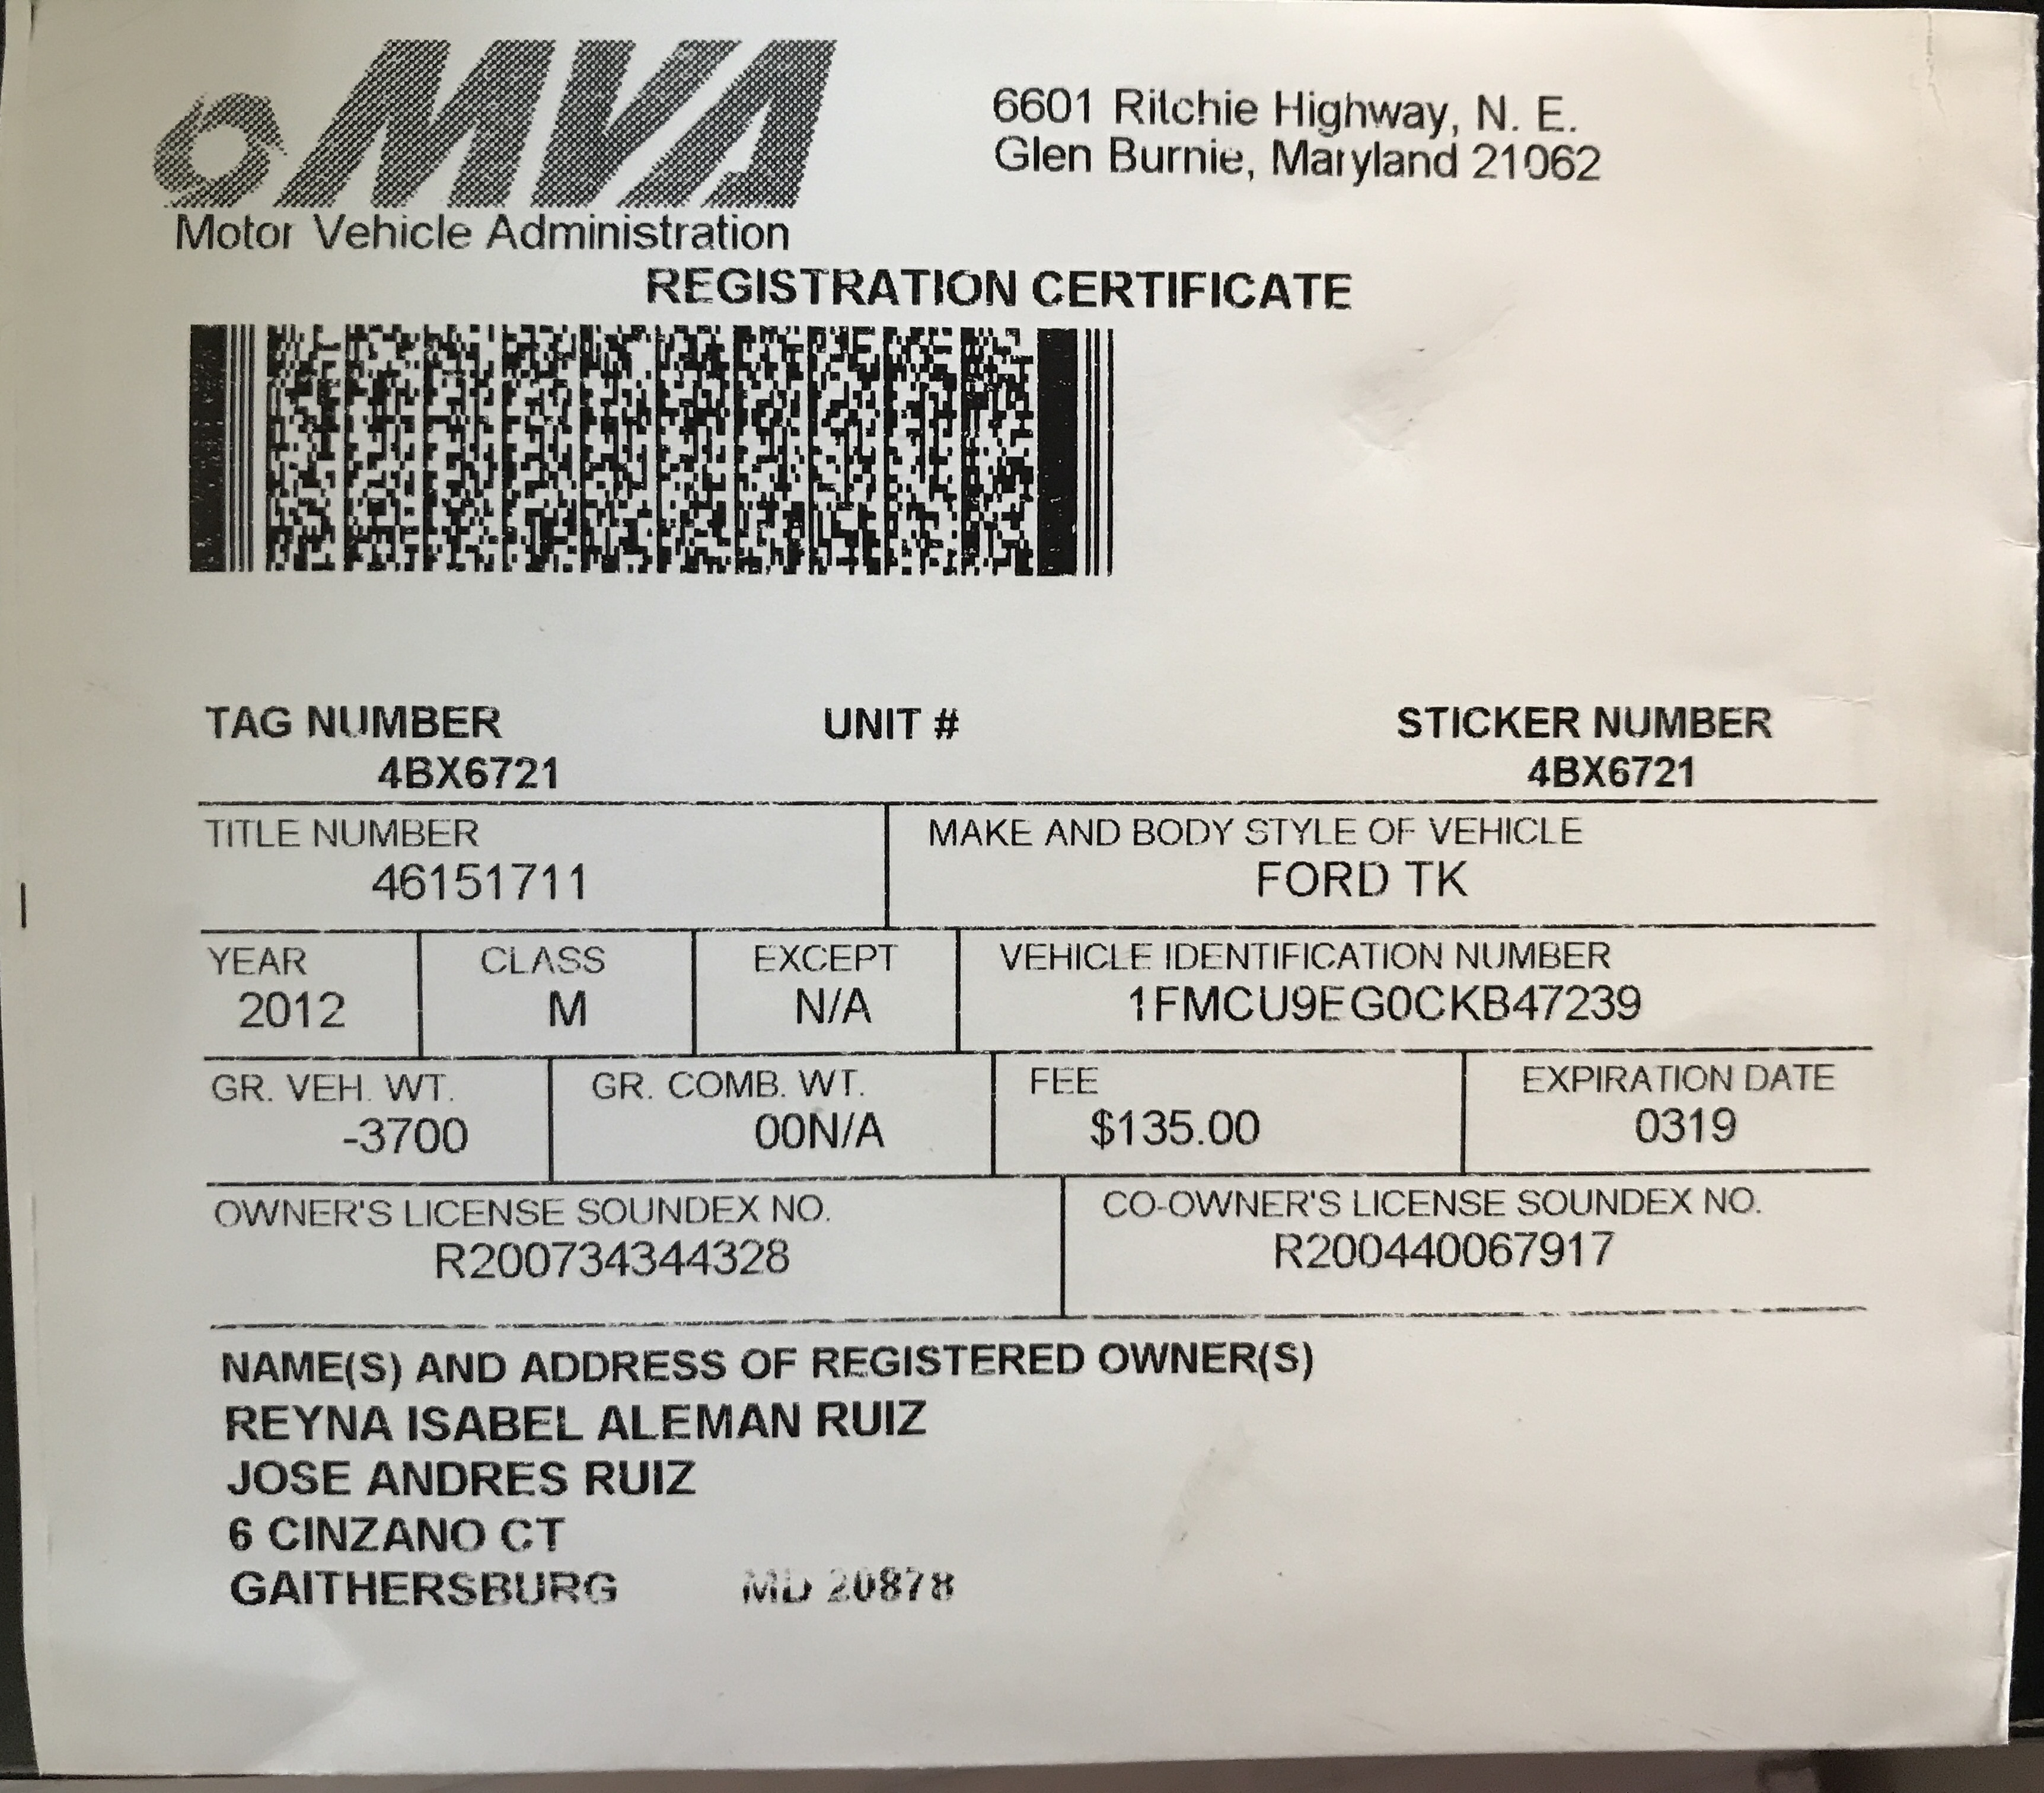 MVA
6601 Ritchie Highway, N. E.
Glen Burnie, Maryland 21062
Motor Vehicle Administration
REGISTRATION CERTIFICATE
TAG NUMBER UNIT # STICKER NUMBER
4BX6721 4BX6721
TITLE NUMBER MAKE AND BODY STYLE OF VEHICLE
46151711 FORD TK
YEAR CLASS EXCEPT VEHICLE IDENTIFICATION NUMBER
2012 M N/A 1FMCU9EG0CKB47239
GR. VEH. WT. GR. COMB. WT. FEE EXPIRATION DATE
-3700 00N/A $135.00 0319
OWNER'S LICENSE SOUNDEX NO. CO-OWNER'S LICENSE SOUNDEX NO.
R200734344328 R200440067917
NAME(S) AND ADDRESS OF REGISTERED OWNER(S)
REYNA ISABEL ALEMAN RUIZ
JOSE ANDRES RUIZ
6 CINZANO CT
GAITHERSBURG MD 20878